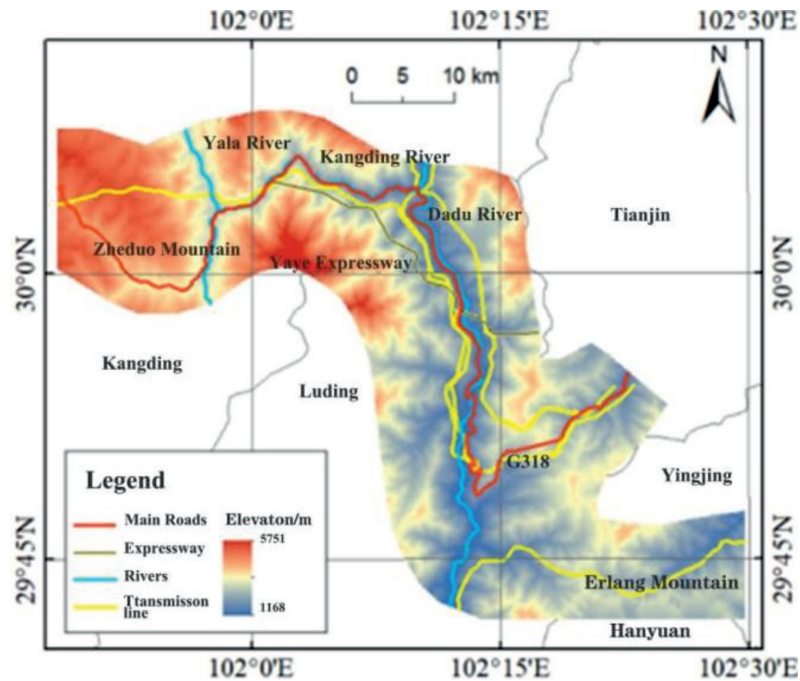 102°0'E 102°15'E 102°30'E
N
0 5 10 km
Yala River
Kangding River
Dadu River
Tianjin
Zheduo Mountain
Yaye Expressway
30°0'N 30°0'N
Kangding
Luding
G318
Yingjing
Legend
Main Roads
Expressway
Rivers
Ttansmisson
line
Elevaton/m
5751
1168
29°45'N 29°45'N
Erlang Mountain
Hanyuan
102°0'E 102°15'E 102°30'E